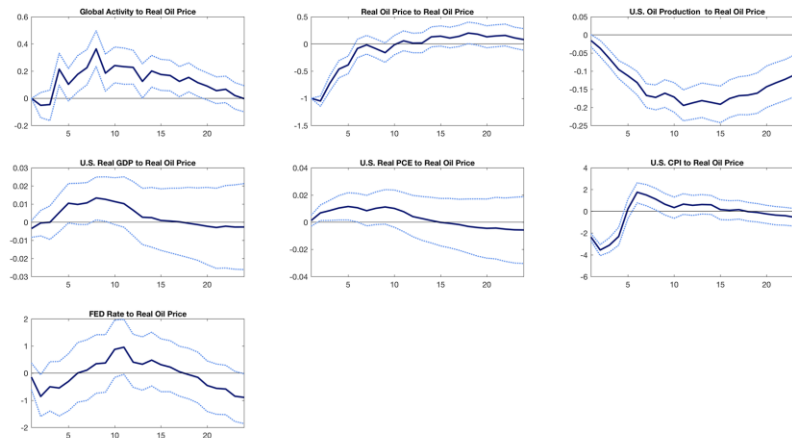 Global Activity to Real Oil Price
0.6
0.4
0.2
0
-0.2
5 10 15 20
Real Oil Price to Real Oil Price
0.5
0
-0.5
-1.0
-1.5
5 10 15 20
U.S. Oil Production to Real Oil Price
0.05
0
-0.05
-0.1
-0.15
-0.2
-0.25
5 10 15 20
U.S. Real GDP to Real Oil Price
0.03
0.02
0.01
0
-0.01
-0.02
-0.03
5 10 15 20
U.S. Real PCE to Real Oil Price
0.04
0.02
0
-0.02
-0.04
5 10 15 20
U.S. CPI to Real Oil Price
4
2
0
-2
-4
-6
5 10 15 20
FED Rate to Real Oil Price
2
1
0
-1
-2
5 10 15 20